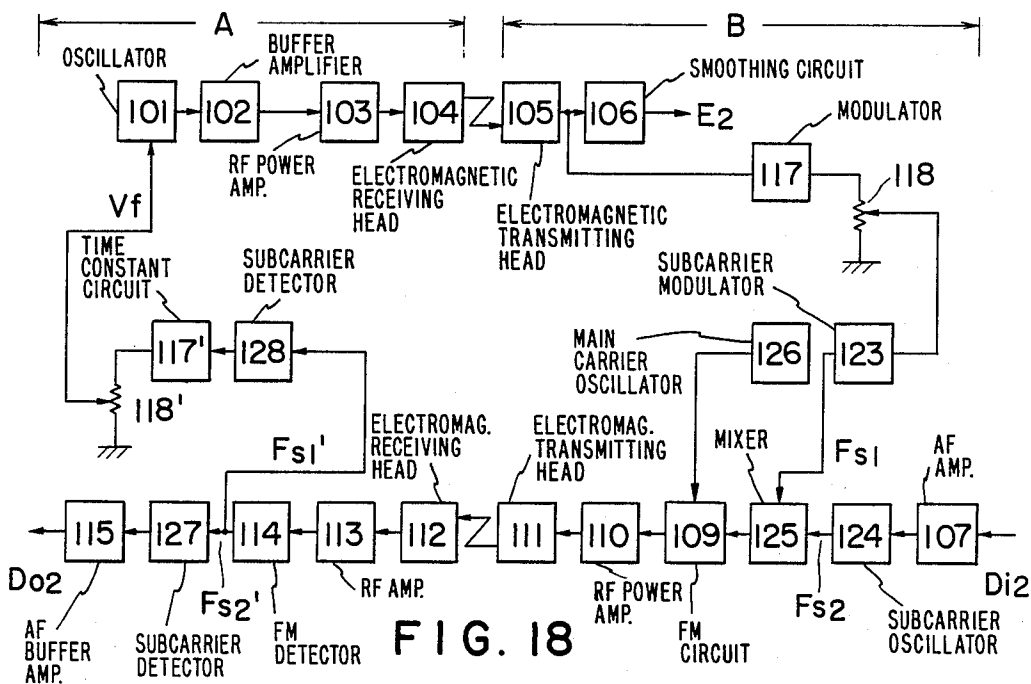 A
B
OSCILLATOR
BUFFER
AMPLIFIER
SMOOTHING CIRCUIT
MODULATOR
101
102
103
104
105
106
E2
117
118
RF POWER
AMP.
ELECTROMAGNETIC
RECEIVING
HEAD
ELECTROMAGNETIC
TRANSMITTING
HEAD
Vf
TIME
CONSTANT
CIRCUIT
SUBCARRIER
DETECTOR
SUBCARRIER
MODULATOR
117'
128
MAIN
CARRIER
OSCILLATOR
126
123
118'
Fs1'
ELECTROMAG.
RECEIVING
HEAD
ELECTROMAG.
TRANSMITTING
HEAD
MIXER
Fs1
AF
AMP.
115
127
114
113
112
111
110
109
125
124
107
Do2
Fs2'
RF AMP.
RF POWER
AMP.
Fs2
Di2
AF
BUFFER
AMP.
SUBCARRIER
DETECTOR
FM
DETECTOR
FM
CIRCUIT
SUBCARRIER
OSCILLATOR
FIG. 18